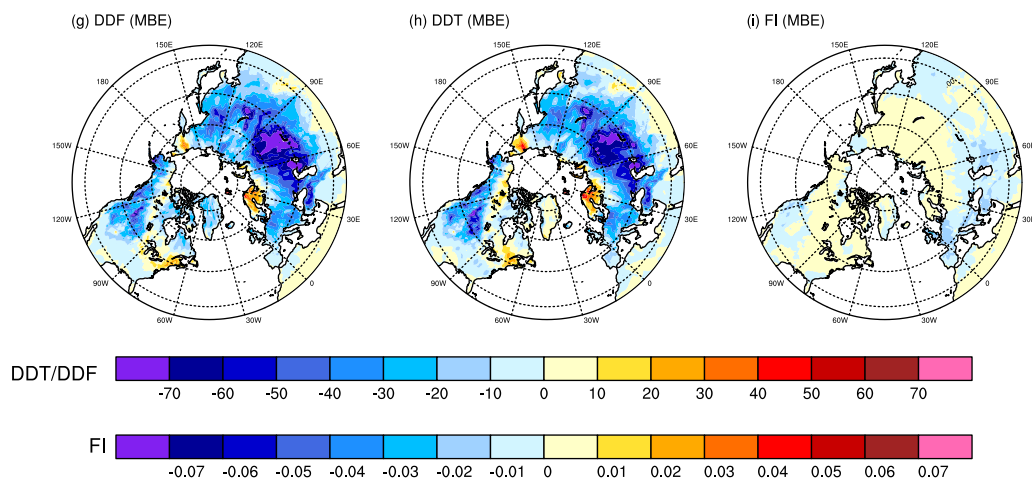 (g) DDF (MBE)
(h) DDT (MBE)
(i) FI (MBE)
150E 120E 90E 60E 30E 0 30W 60W 90W 120W 150W 180
150E 120E 90E 60E 30E 0 30W 60W 90W 120W 150W 180
150E 120E 90E 60E 30E 0 30W 60W 90W 120W 150W 180
DDT/DDF
-70 -60 -50 -40 -30 -20 -10 0 10 20 30 40 50 60 70
FI
-0.07 -0.06 -0.05 -0.04 -0.03 -0.02 -0.01 0 0.01 0.02 0.03 0.04 0.05 0.06 0.07